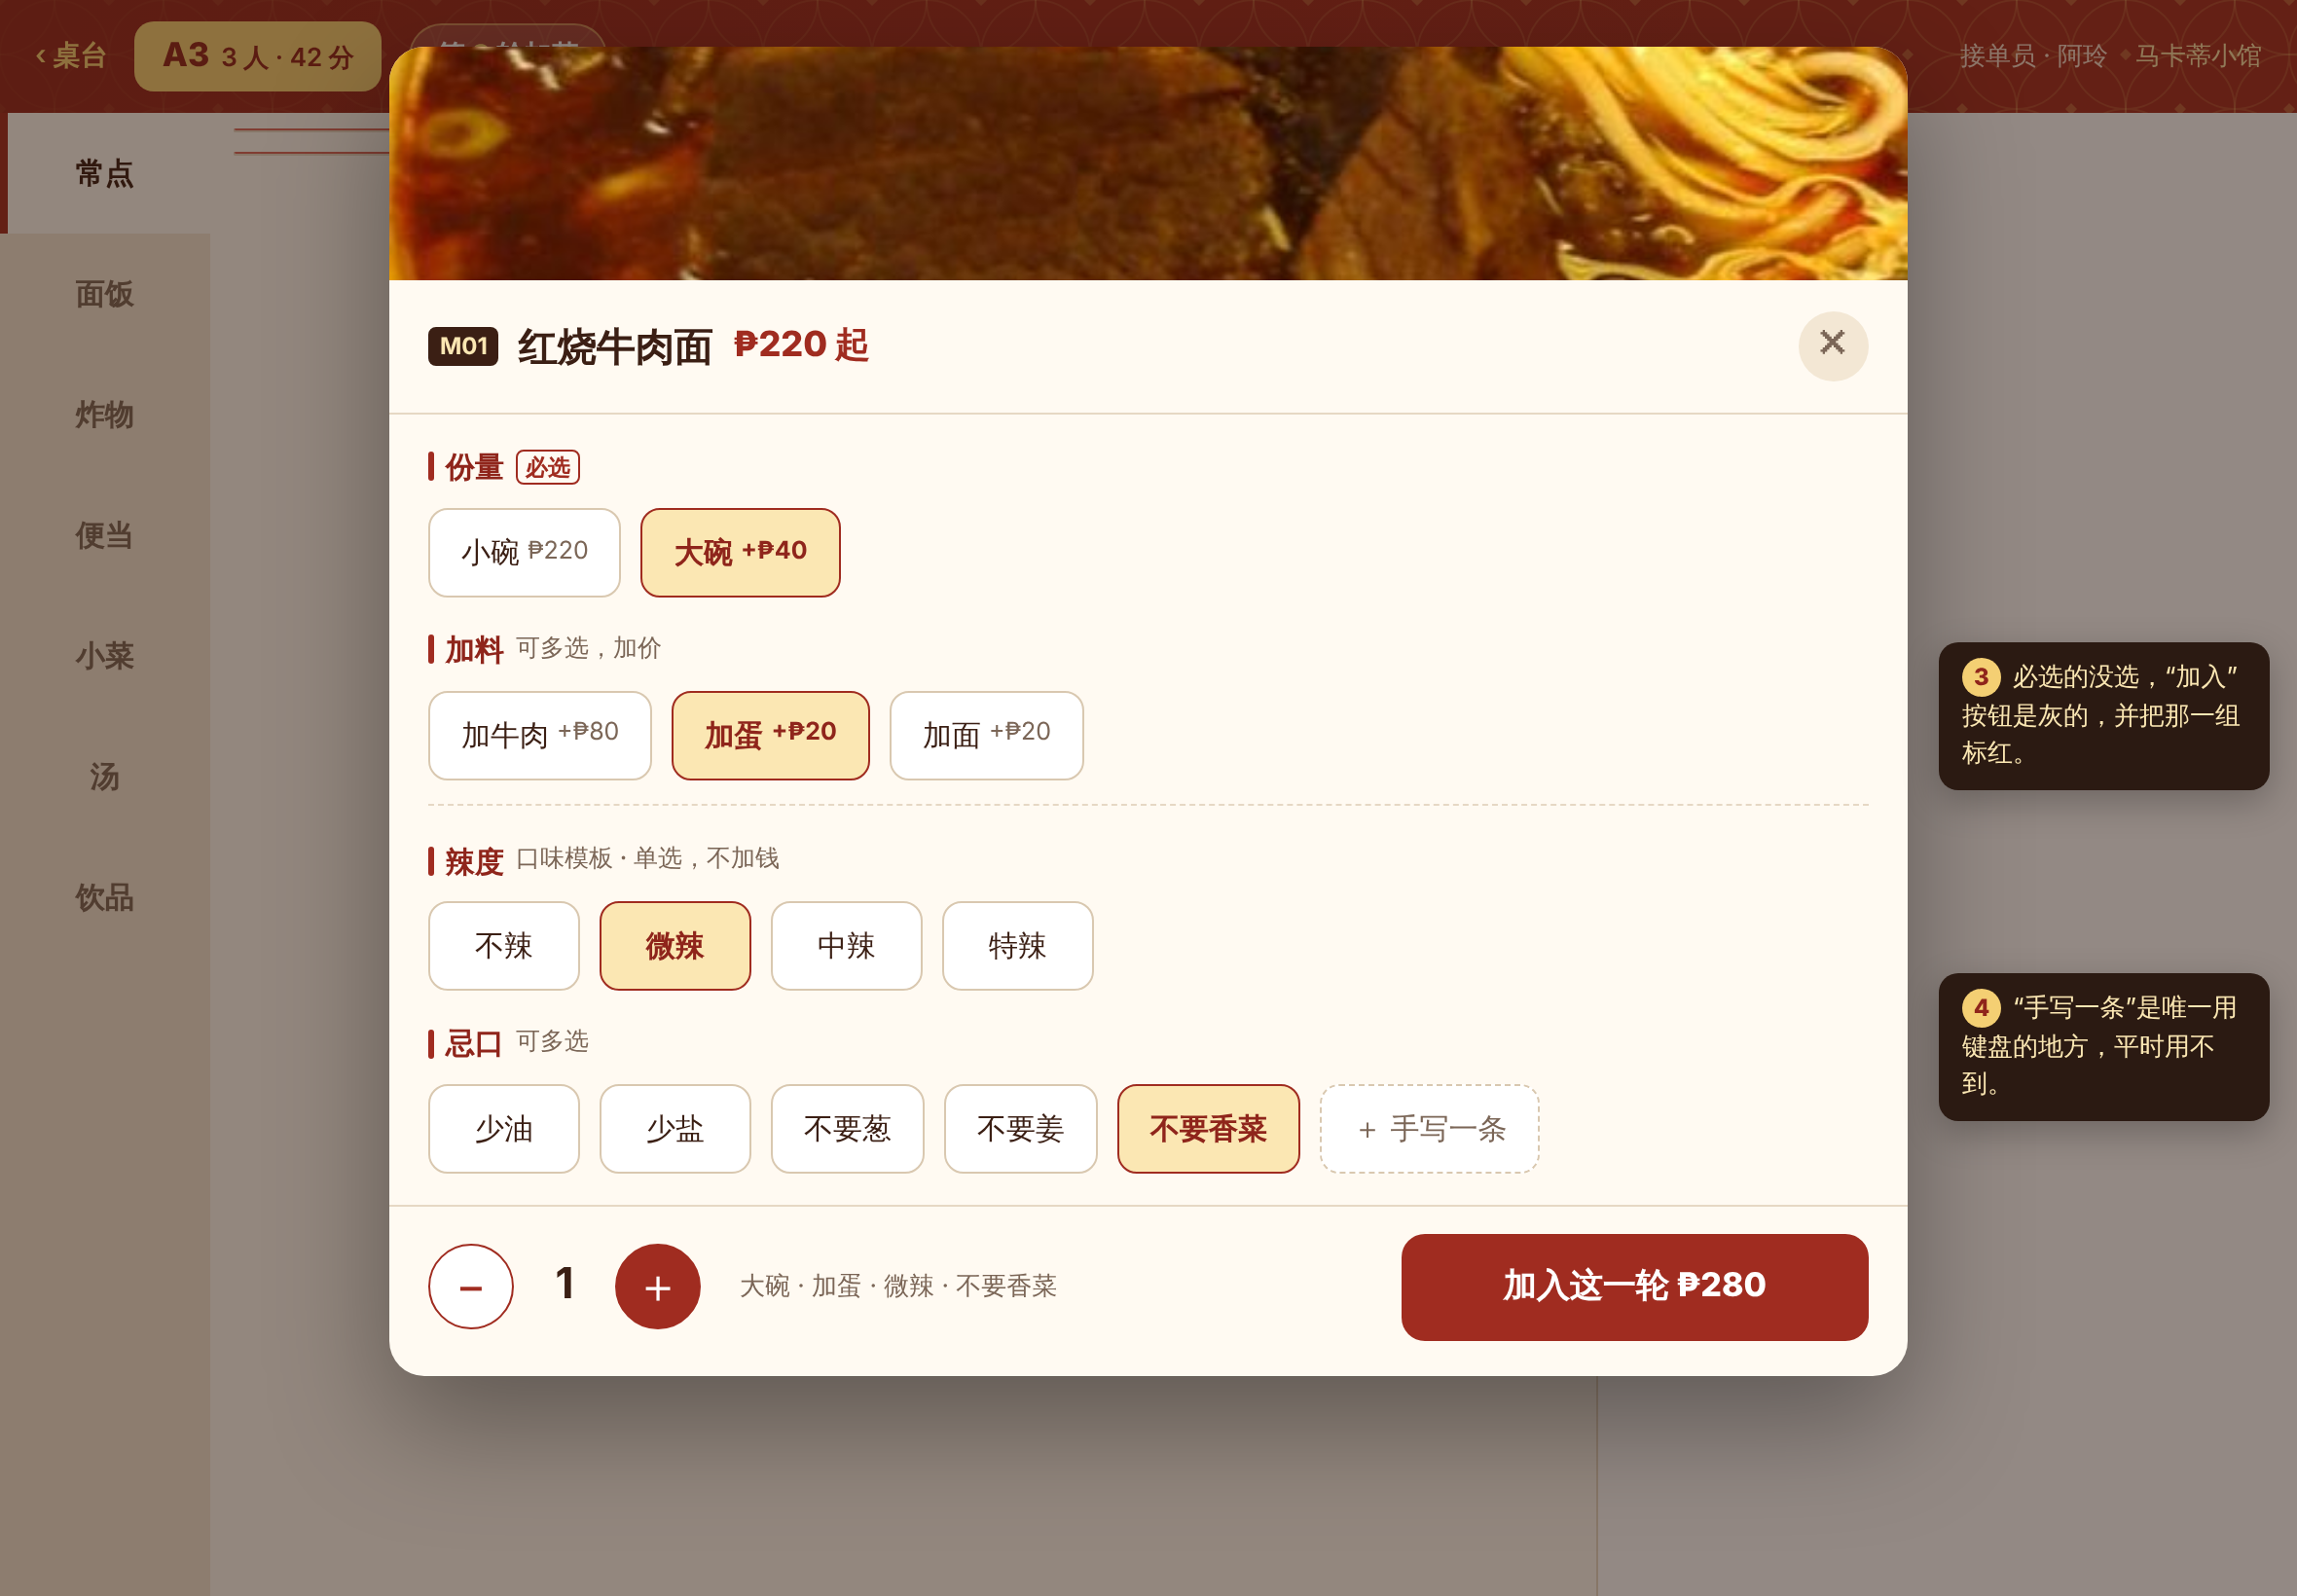 ‹ 桌台
A3 3 人 · 42 分
接单员 · 阿玲
马卡蒂小馆
常点
面饭
炸物
便当
小菜
汤
饮品
M01 红烧牛肉面 ₱220 起
✕
份量 必选
小碗 ₱220
大碗 +₱40
加料 可多选，加价
加牛肉 +₱80
加蛋 +₱20
加面 +₱20
辣度 口味模板 · 单选，不加钱
不辣
微辣
中辣
特辣
忌口 可多选
少油
少盐
不要葱
不要姜
不要香菜
＋ 手写一条
− 1 ＋
大碗 · 加蛋 · 微辣 · 不要香菜
加入这一轮 ₱280
3 必选的没选，“加入”
按钮是灰的，并把那一组
标红。
4 “手写一条”是唯一用
键盘的地方，平时用不
到。